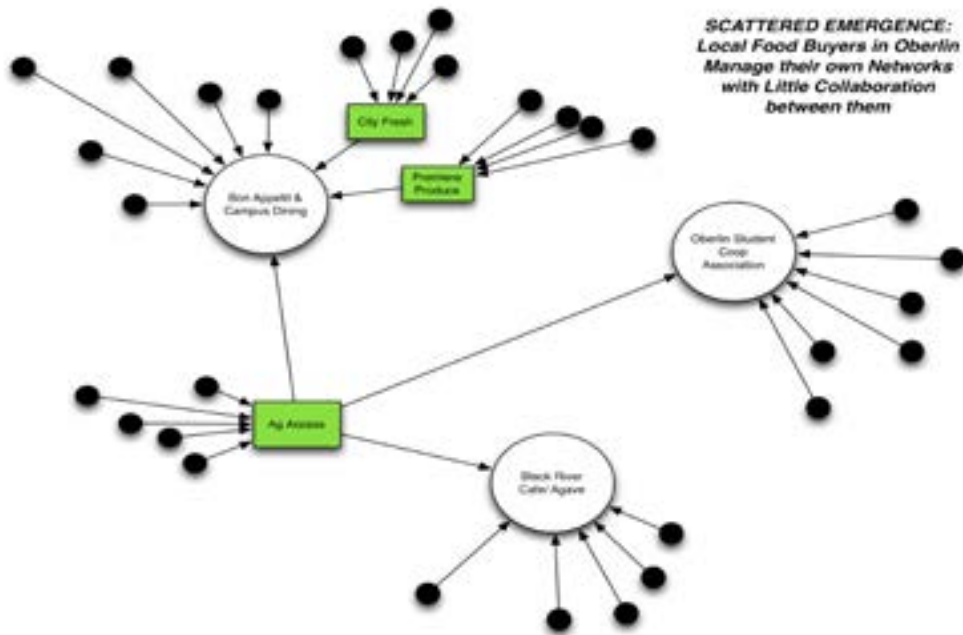 SCATTERED EMERGENCE:
Local Food Buyers in Oberlin
Manage their own Networks
with Little Collaboration
between them
City Fresh
Premiere
Produce
Bon Appetit &
Campus Dining
Oberlin Student
Coop
Association
Ag Access
Black River
Cafe/ Agave